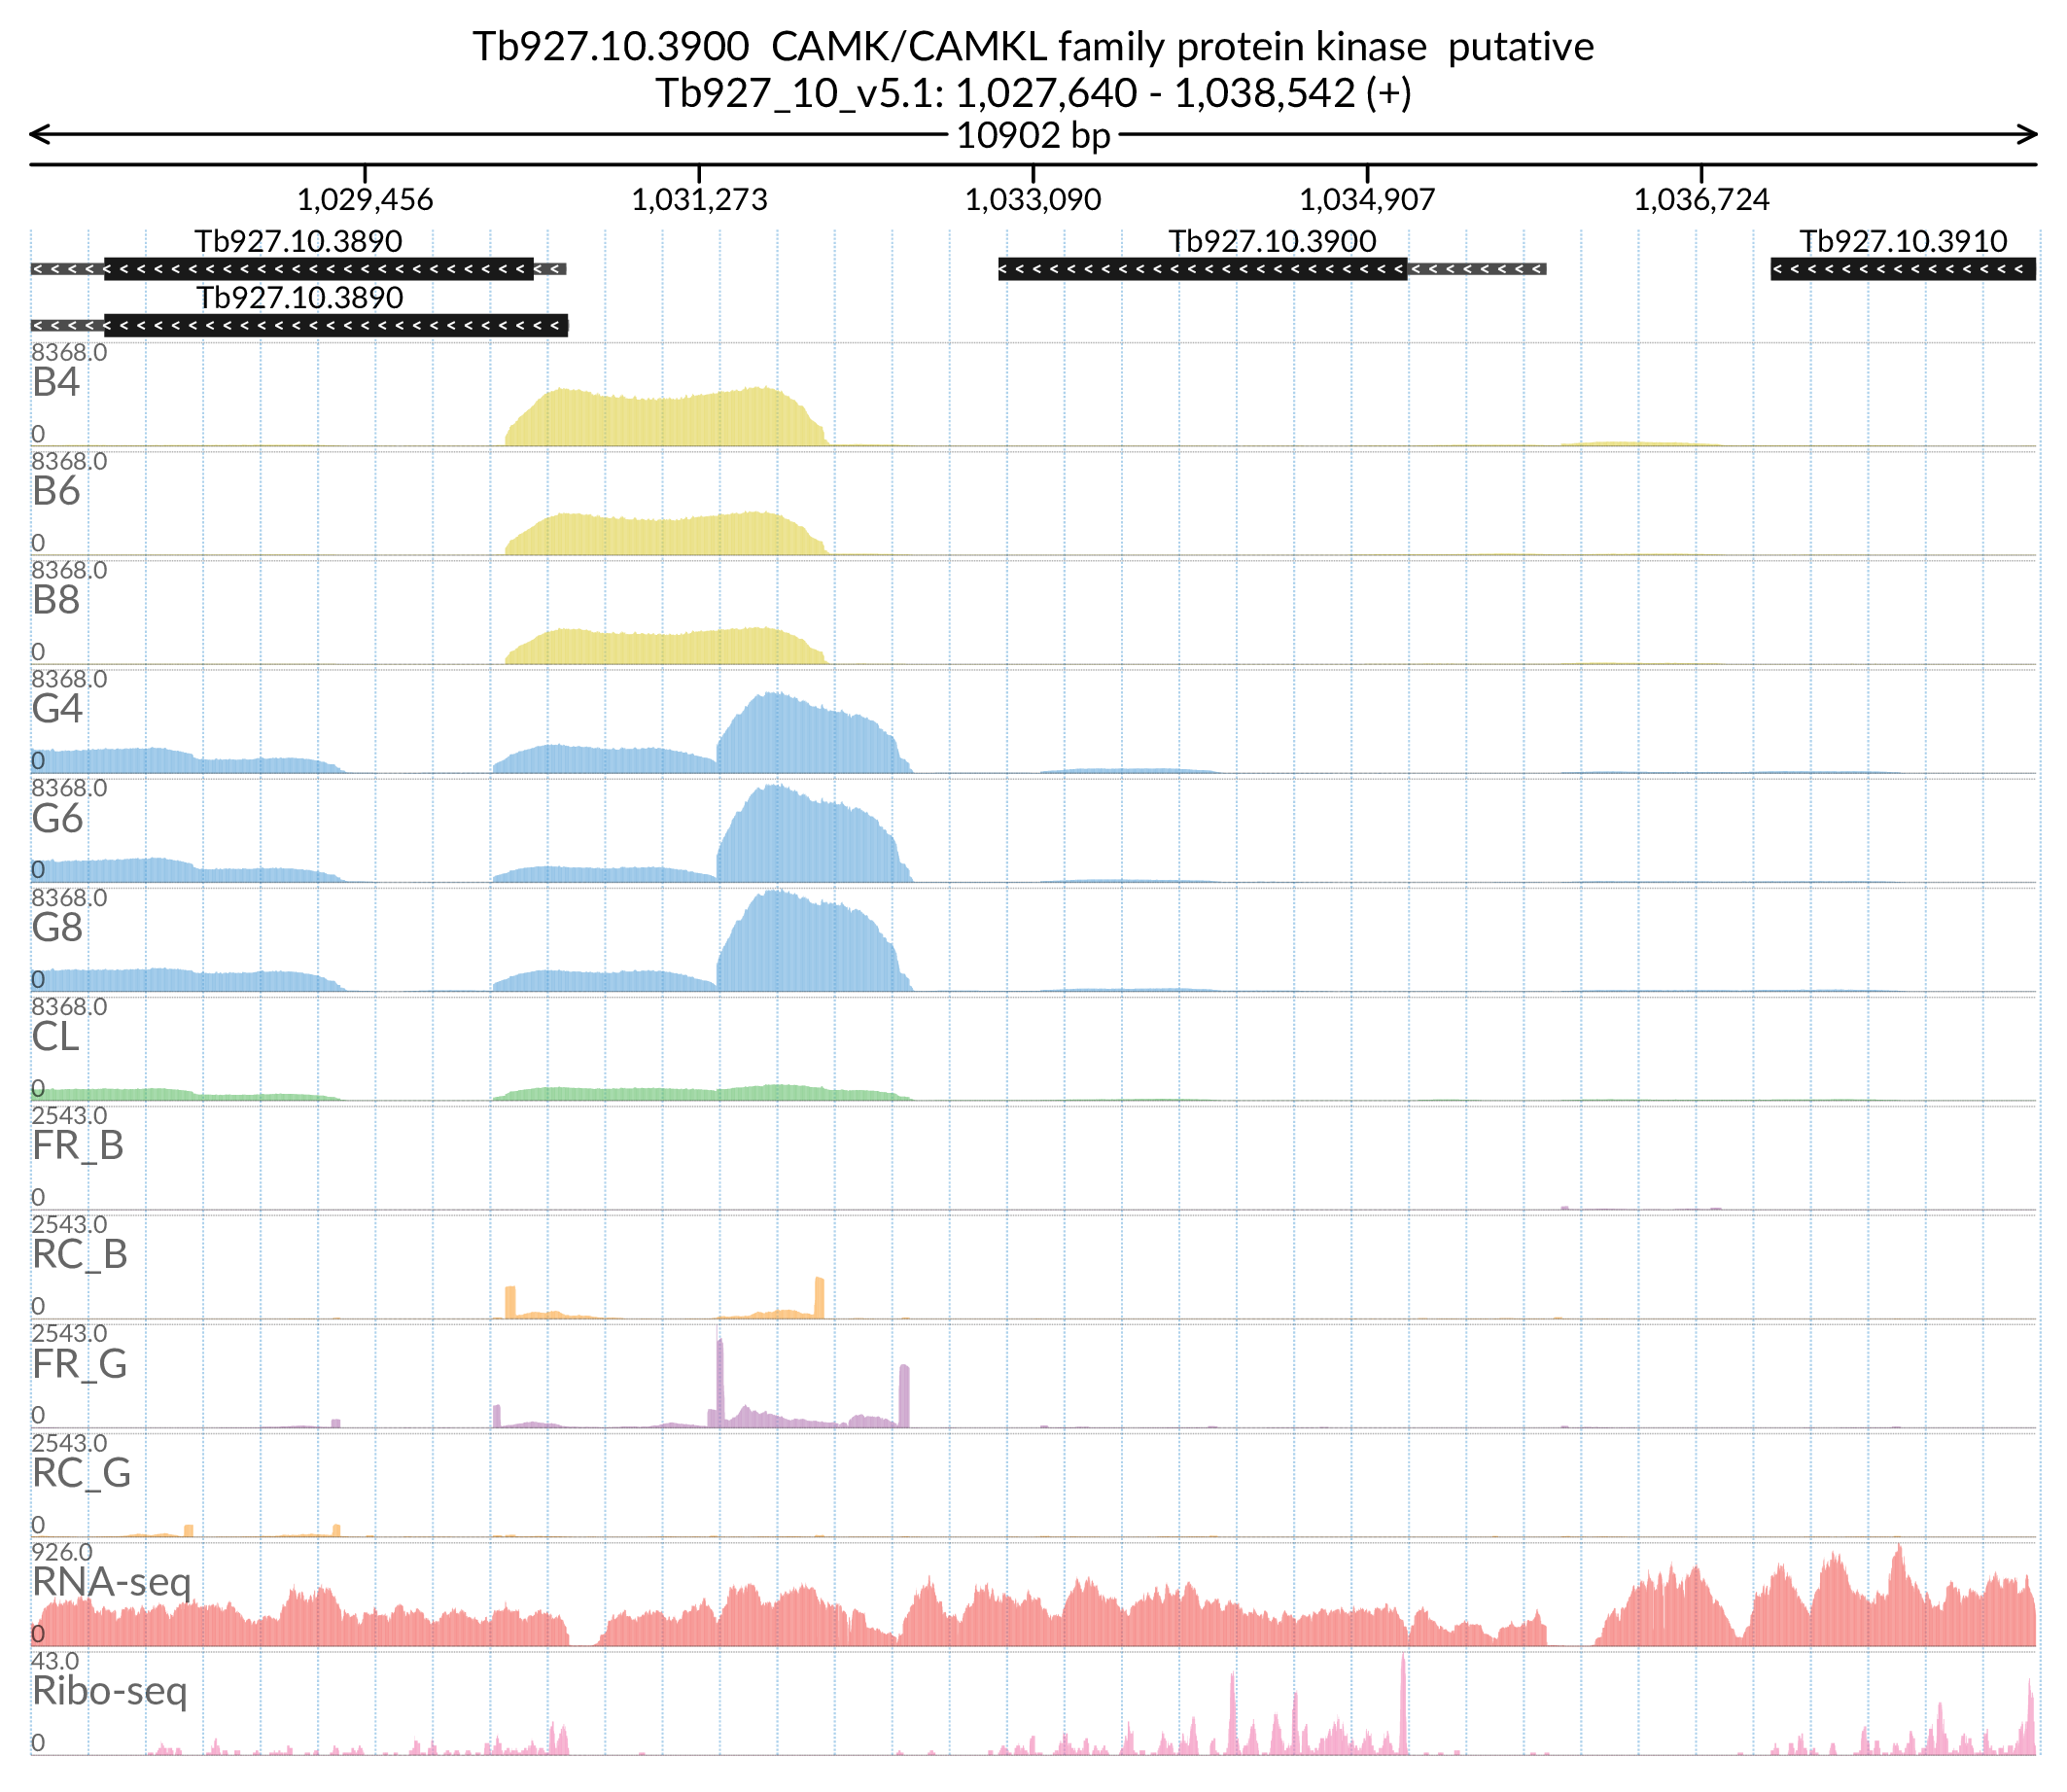 Tb927.10.3900  CAMK/CAMKL family protein kinase  putative
Tb927_10_v5.1: 1,027,640 - 1,038,542 (+)
10902 bp
1,029,456 1,031,273 1,033,090 1,034,907 1,036,724
Tb927.10.3890 Tb927.10.3900 Tb927.10.3910
Tb927.10.3890
8368.0
B4
0
8368.0
B6
0
8368.0
B8
0
8368.0
G4
0
8368.0
G6
0
8368.0
G8
0
8368.0
CL
0
2543.0
FR_B
0
2543.0
RC_B
0
2543.0
FR_G
0
2543.0
RC_G
0
926.0
RNA-seq
0
43.0
Ribo-seq
0